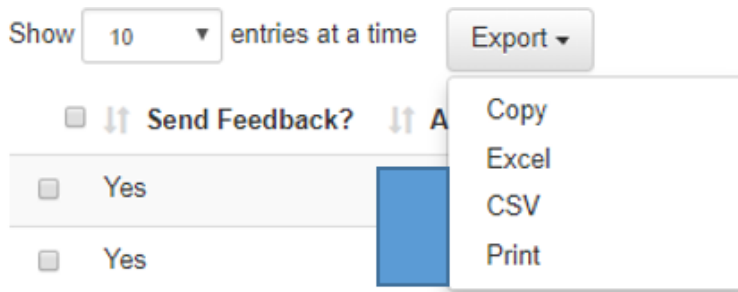 Show 10 entries at a time Export
Send Feedback? A
Copy
Excel
Yes
CSV
Print
Yes